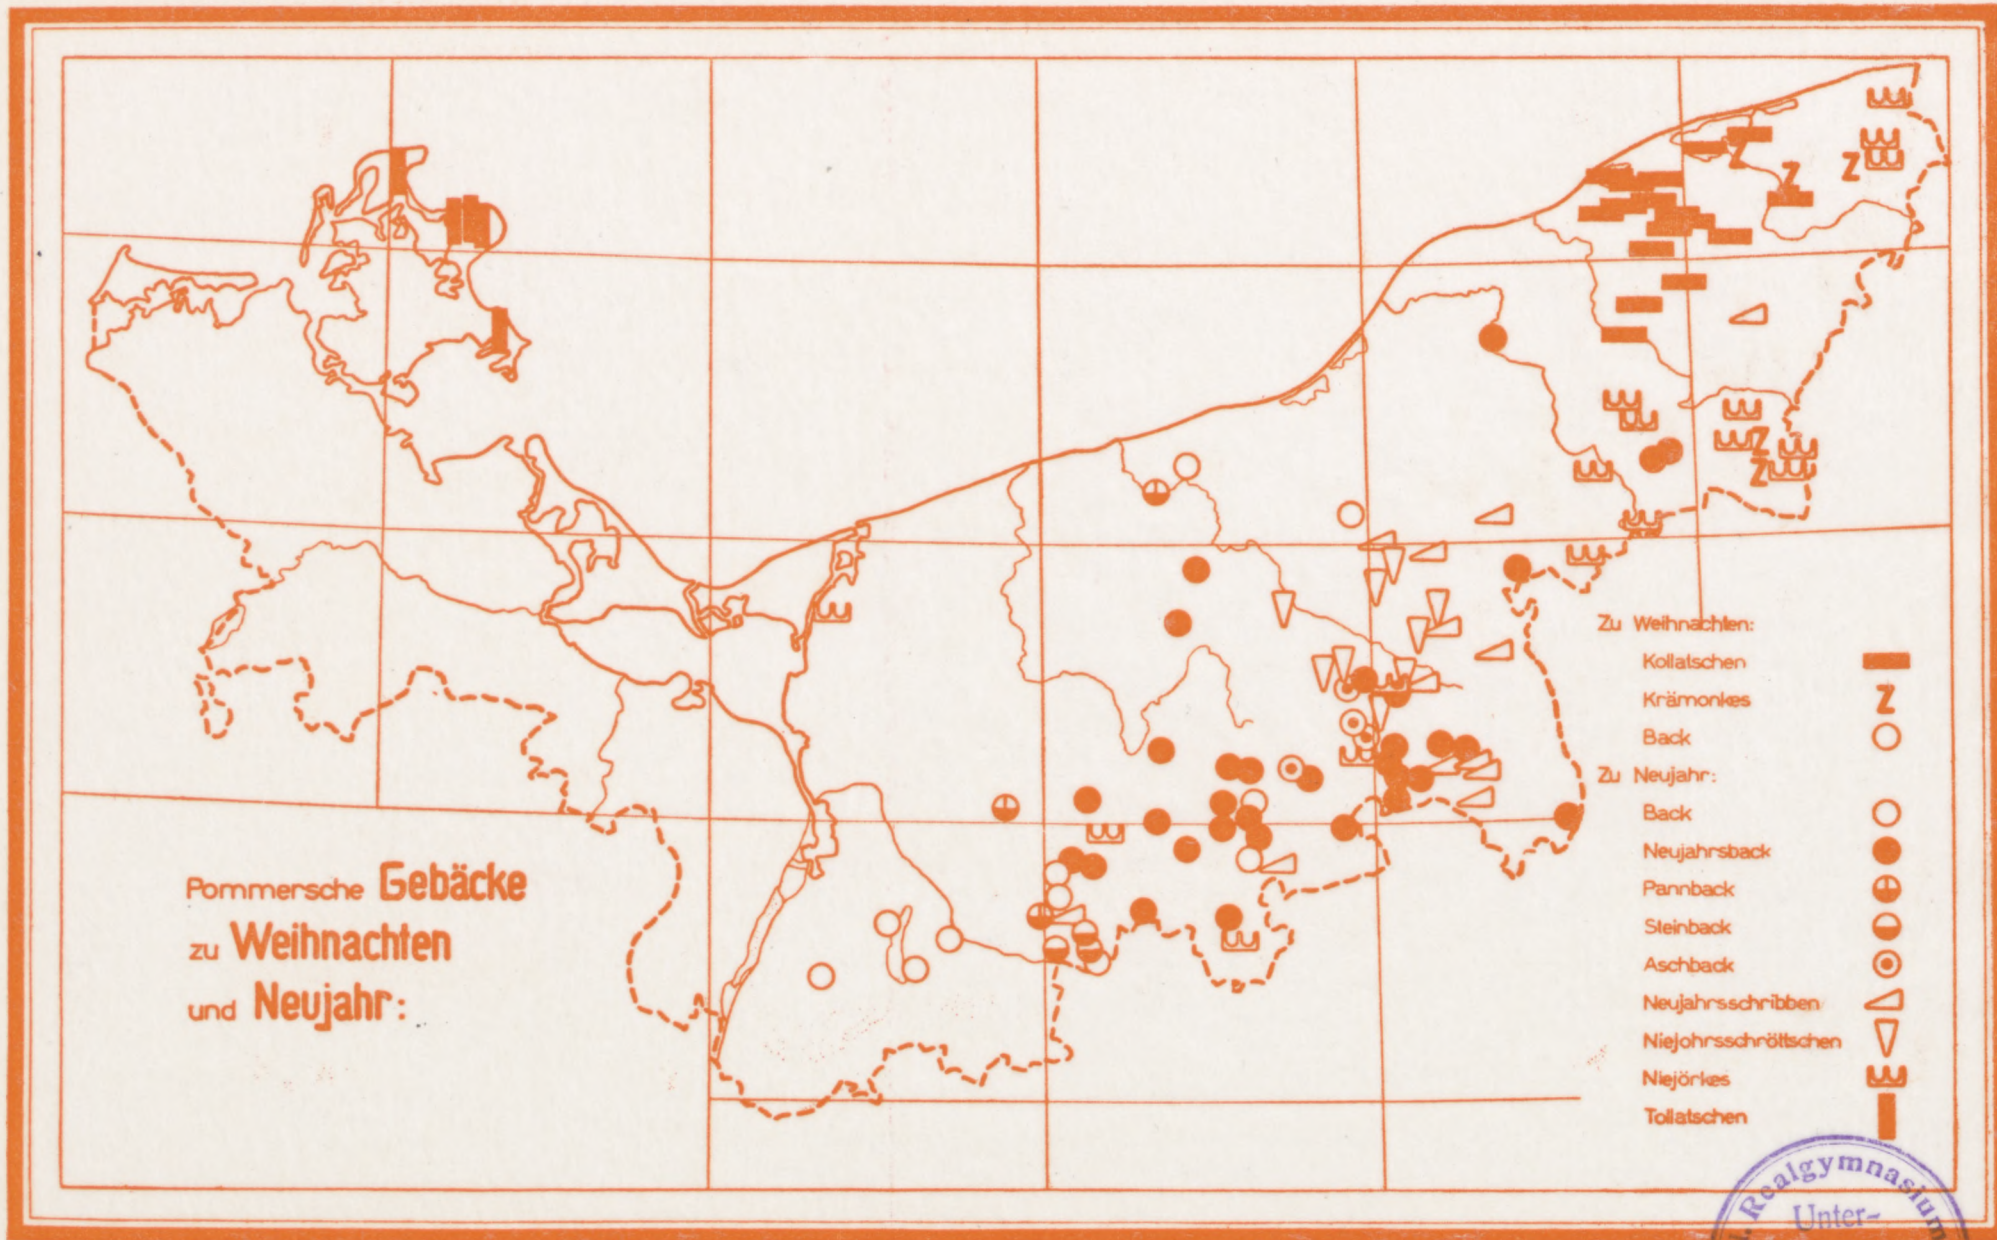 Pommersche Gebäcke
zu Weihnachten
und Neujahr:
Zu Weihnachten:
Kollatschen
Krämonkes
Z
Back
Zu Neujahr:
Back
Neujahrsback
Pannback
Steinback
Aschback
Neujahrsschribben
Niejohrsschröttschen
Niejörkes
Tollatschen
Realgymnasium
Unter-